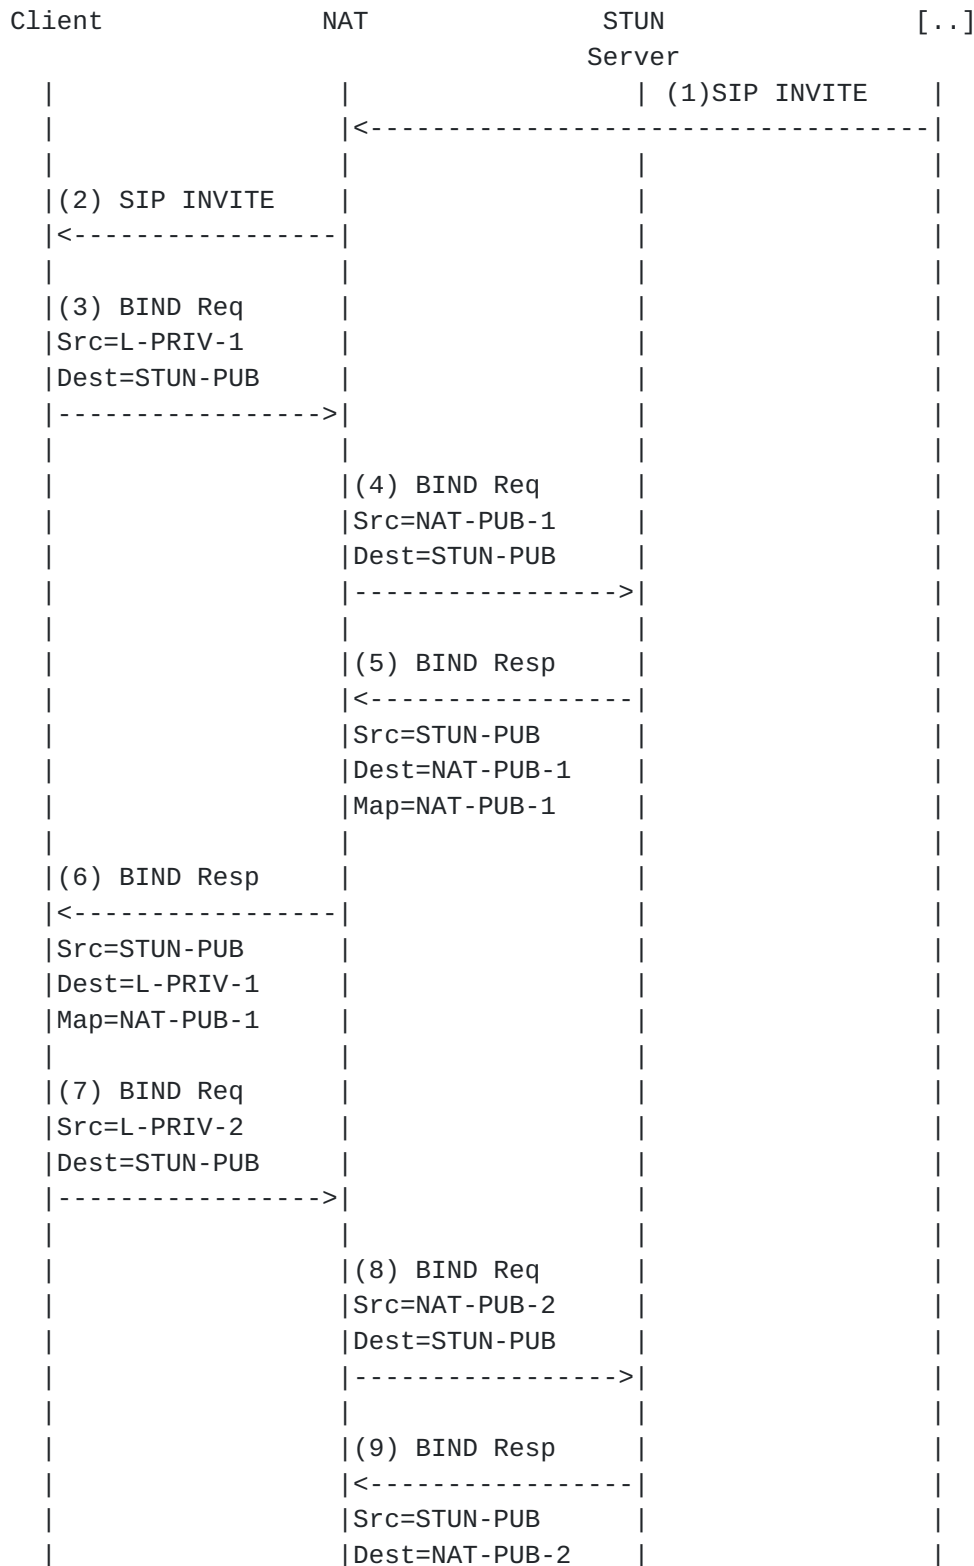 Client              NAT               STUN                [..]
                                     Server
  |                  |                  | (1)SIP INVITE    |
  |                  |<------------------------------------|
  |                  |                  |                  |
  |(2) SIP INVITE    |                  |                  |
  |<-----------------|                  |                  |
  |                  |                  |                  |
  |(3) BIND Req      |                  |                  |
  |Src=L-PRIV-1      |                  |                  |
  |Dest=STUN-PUB     |                  |                  |
  |----------------->|                  |                  |
  |                  |                  |                  |
  |                  |(4) BIND Req      |                  |
  |                  |Src=NAT-PUB-1     |                  |
  |                  |Dest=STUN-PUB     |                  |
  |                  |----------------->|                  |
  |                  |                  |                  |
  |                  |(5) BIND Resp     |                  |
  |                  |<-----------------|                  |
  |                  |Src=STUN-PUB      |                  |
  |                  |Dest=NAT-PUB-1    |                  |
  |                  |Map=NAT-PUB-1     |                  |
  |                  |                  |                  |
  |(6) BIND Resp     |                  |                  |
  |<-----------------|                  |                  |
  |Src=STUN-PUB      |                  |                  |
  |Dest=L-PRIV-1     |                  |                  |
  |Map=NAT-PUB-1     |                  |                  |
  |                  |                  |                  |
  |(7) BIND Req      |                  |                  |
  |Src=L-PRIV-2      |                  |                  |
  |Dest=STUN-PUB     |                  |                  |
  |----------------->|                  |                  |
  |                  |                  |                  |
  |                  |(8) BIND Req      |                  |
  |                  |Src=NAT-PUB-2     |                  |
  |                  |Dest=STUN-PUB     |                  |
  |                  |----------------->|                  |
  |                  |                  |                  |
  |                  |(9) BIND Resp     |                  |
  |                  |<-----------------|                  |
  |                  |Src=STUN-PUB      |                  |
  |                  |Dest=NAT-PUB-2    |                  |